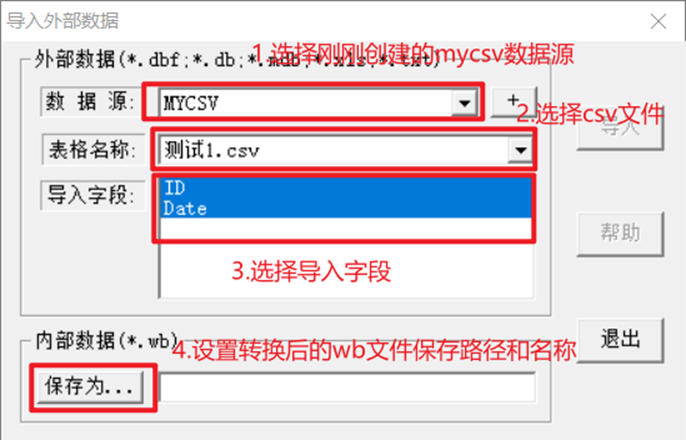 导入外部数据
外部数据(*.dbf;*.db;*.mdb;*.xls;*.txt)
1.选择刚刚创建的mycsv数据源
数 据 源:
MYCSV
+
2.选择csv文件
导入
表格名称:
测试1.csv
导入字段:
ID
Date
帮助
3.选择导入字段
内部数据(*.wb)
4.设置转换后的wb文件保存路径和名称
退出
保存为...